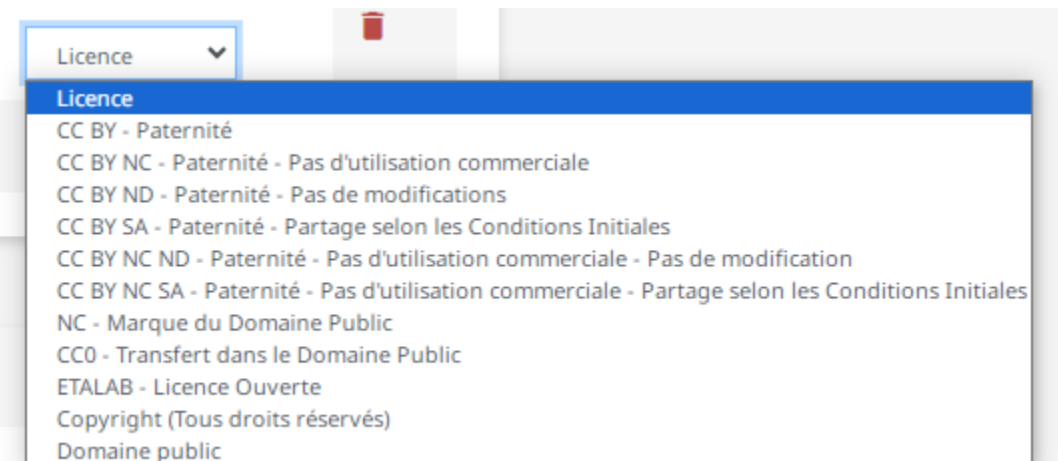 Licence
Licence
CC BY - Paternité
CC BY NC - Paternité - Pas d'utilisation commerciale
CC BY ND - Paternité - Pas de modifications
CC BY SA - Paternité - Partage selon les Conditions Initiales
CC BY NC ND - Paternité - Pas d'utilisation commerciale - Pas de modification
CC BY NC SA - Paternité - Pas d'utilisation commerciale - Partage selon les Conditions Initiales
NC - Marque du Domaine Public
CC0 - Transfert dans le Domaine Public
ETALAB - Licence Ouverte
Copyright (Tous droits réservés)
Domaine public